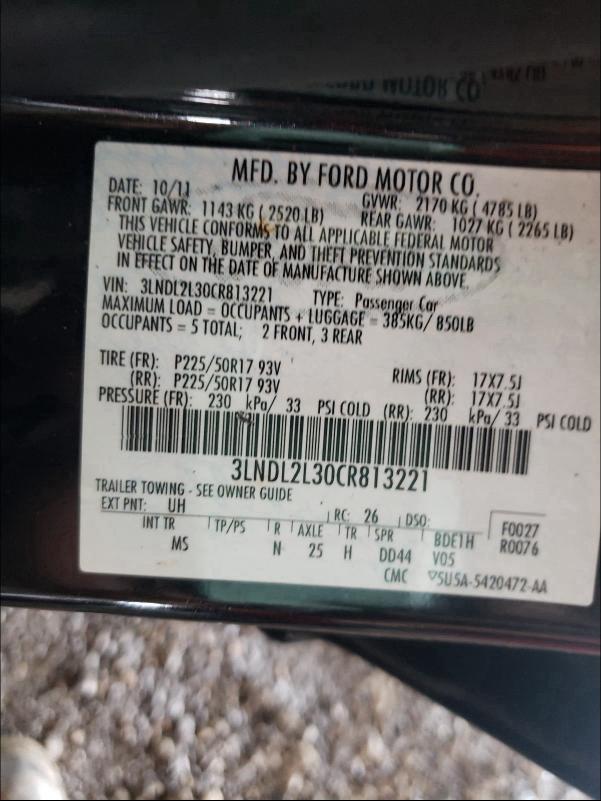 MFD. BY FORD MOTOR CO.
DATE: 10/11 GVWR: 2170 KG ( 4785 LB)
FRONT GAWR: 1143 KG ( 2520 LB) REAR GAWR: 1027 KG ( 2265 LB)
THIS VEHICLE CONFORMS TO ALL APPLICABLE FEDERAL MOTOR
VEHICLE SAFETY, BUMPER, AND THEFT PREVENTION STANDARDS
IN EFFECT ON THE DATE OF MANUFACTURE SHOWN ABOVE.
VIN: 3LNDL2L30CR813221 TYPE: Passenger Car
MAXIMUM LOAD = OCCUPANTS + LUGGAGE = 385KG/ 850LB
OCCUPANTS = 5 TOTAL; 2 FRONT, 3 REAR
TIRE (FR): P225/50R17 93V RIMS (FR): 17X7.5J
(RR): P225/50R17 93V (RR): 17X7.5J
PRESSURE (FR): 230 kPa/ 33 PSI COLD (RR): 230 kPa/ 33 PSI COLD
3LNDL2L30CR813221
TRAILER TOWING - SEE OWNER GUIDE
EXT PNT: UH RC: 26 DSO: F0027
INT TR TP/PS R AXLE TR SPR BDE1H R0076
MS N 25 H DD44 V05
CMC ▽5U5A-5420472-AA